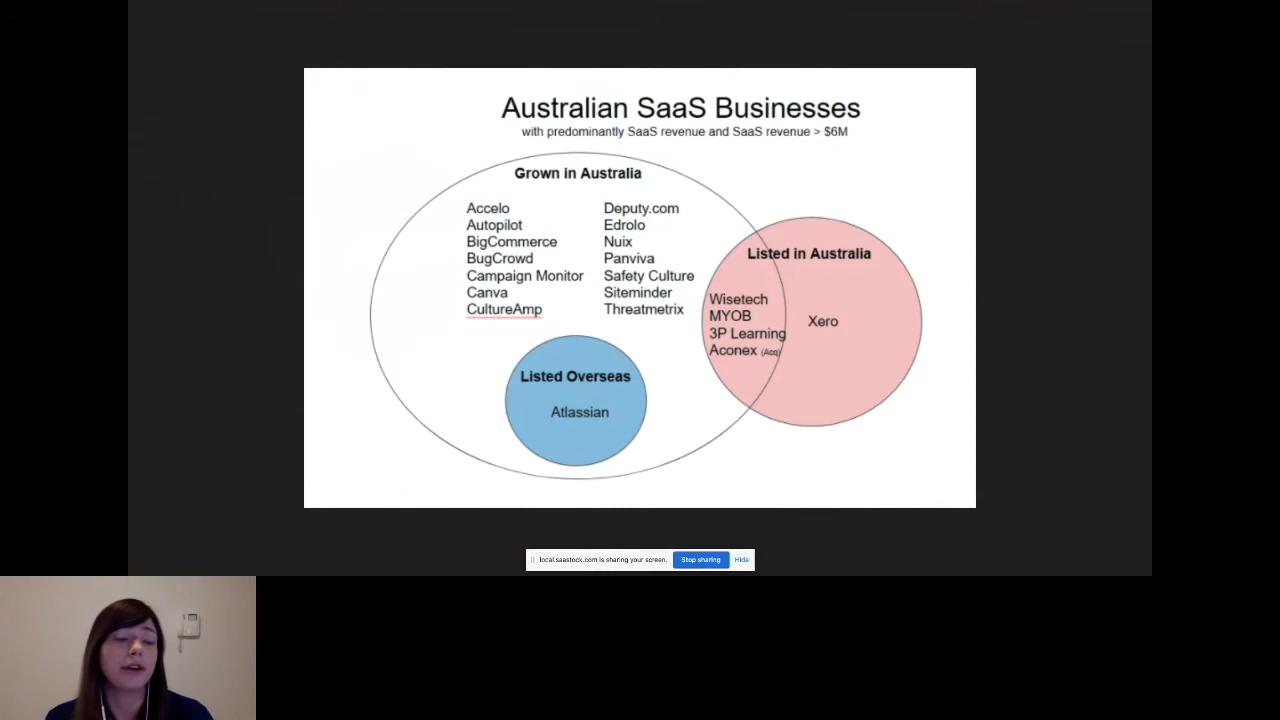 Australian SaaS Businesses
with predominantly SaaS revenue and SaaS revenue > $6M
Grown in Australia
Accelo
Autopilot
BigCommerce
BugCrowd
Campaign Monitor
Canva
CultureAmp
Deputy.com
Edrolo
Nuix
Panviva
Safety Culture
Siteminder
Threatmetrix
Listed in Australia
Wisetech
MYOB
3P Learning
Aconex (Acq)
Xero
Listed Overseas
Atlassian
local.saastock.com is sharing your screen. Stop sharing Hide